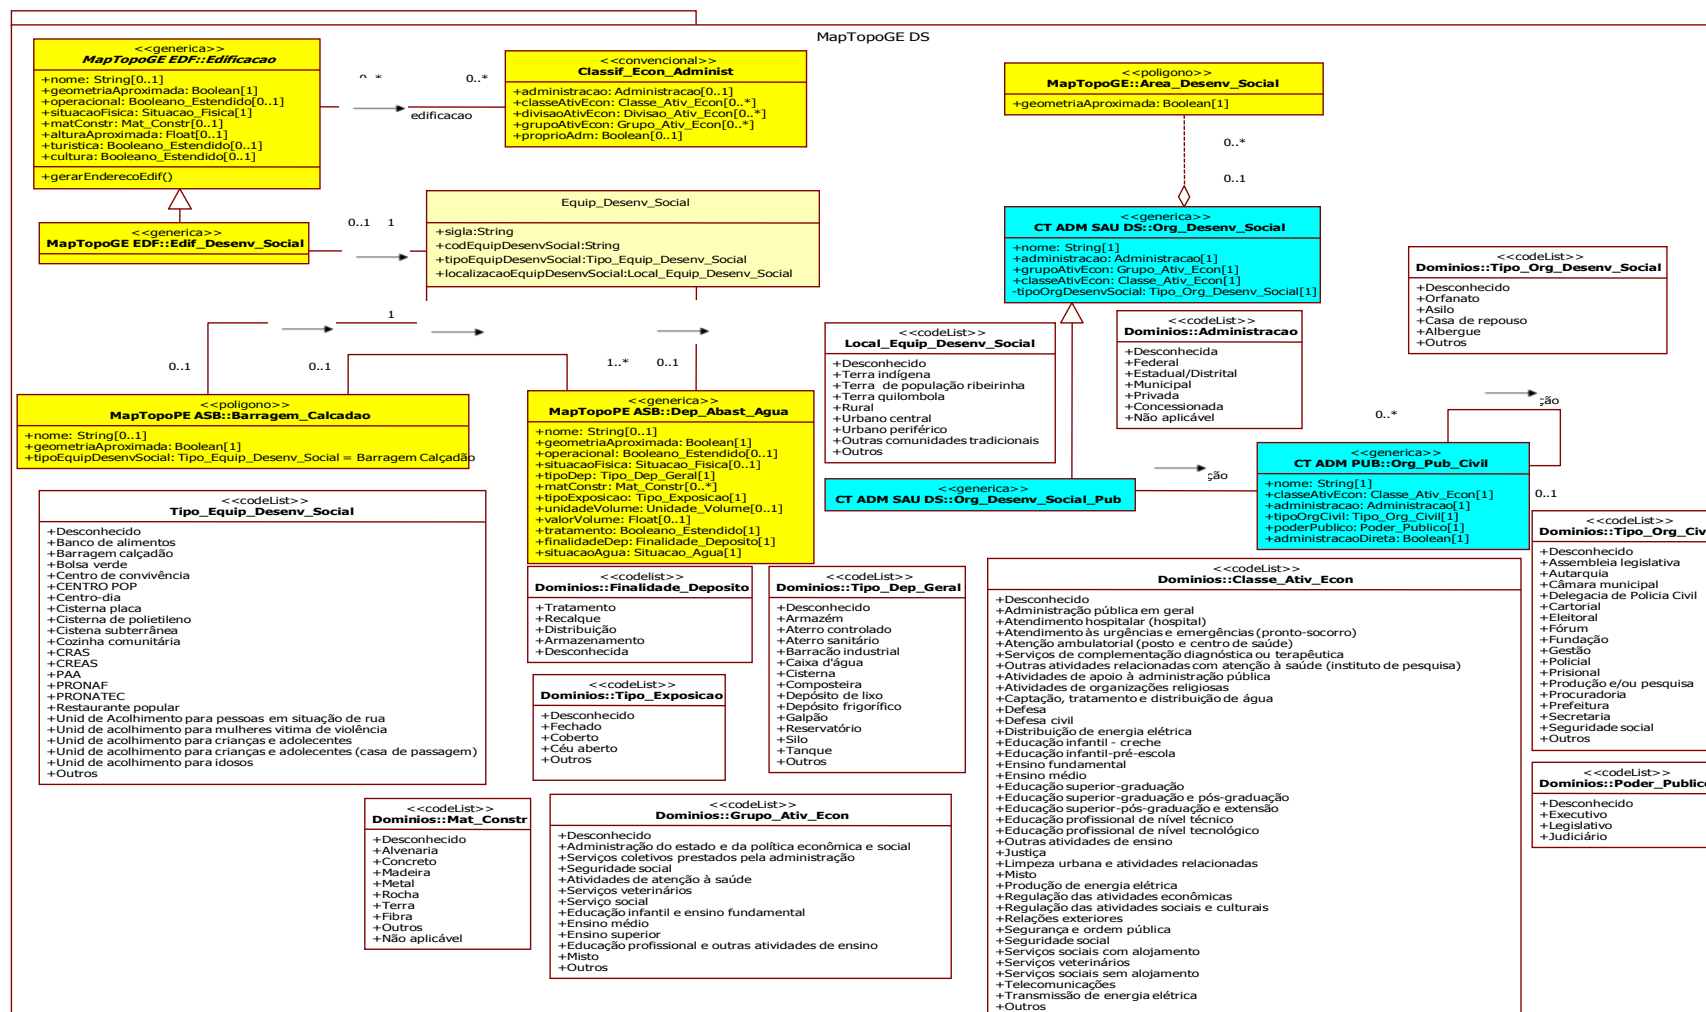 MapTopoGE DS
<<generica>>
MapTopoGE EDF::Edificacao
+nome: String[0..1]
+geometriaAproximada: Boolean[1]
+operacional: Booleano_Estendido[0..1]
+situacaoFisica: Situacao_Fisica[1]
+matConstr: Mat_Constr[0..1]
+alturaAproximada: Float[0..1]
+turistica: Booleano_Estendido[0..1]
+cultura: Booleano_Estendido[0..1]
+gerarEnderecoEdif()
0..*
edificacao
<<convencional>>
Classif_Econ_Administ
+administracao: Administracao[0..1]
+classeAtivEcon: Classe_Ativ_Econ[0..*]
+divisaoAtivEcon: Divisao_Ativ_Econ[0..*]
+grupoAtivEcon: Grupo_Ativ_Econ[0..*]
+proprioAdm: Boolean[0..1]
<<poligono>>
MapTopoGE::Area_Desenv_Social
+geometriaAproximada: Boolean[1]
0..*
0..1
<<generica>>
MapTopoGE EDF::Edif_Desenv_Social
0..1
1
Equip_Desenv_Social
+sigla:String
+codEquipDesenvSocial:String
+tipoEquipDesenvSocial:Tipo_Equip_Desenv_Social
+localizacaoEquipDesenvSocial:Local_Equip_Desenv_Social
<<generica>>
CT ADM SAU DS::Org_Desenv_Social
+nome: String[1]
+administracao: Administracao[1]
+grupoAtivEcon: Grupo_Ativ_Econ[1]
+classeAtivEcon: Classe_Ativ_Econ[1]
-tipoOrgDesenvSocial: Tipo_Org_Desenv_Social[1]
<<codeList>>
Dominios::Tipo_Org_Desenv_Social
+Desconhecido
+Orfanato
+Asilo
+Casa de repouso
+Albergue
+Outros
1
0..1
0..1
1..*
0..1
<<codeList>>
Local_Equip_Desenv_Social
+Desconhecido
+Terra indígena
+Terra  de população ribeirinha
+Terra quilombola
+Rural
+Urbano central
+Urbano periférico
+Outras comunidades tradicionais
+Outros
<<codeList>>
Dominios::Administracao
+Desconhecida
+Federal
+Estadual/Distrital
+Municipal
+Privada
+Concessionada
+Não aplicável
<<poligono>>
MapTopoPE ASB::Barragem_Calcadao
+nome: String[0..1]
+geometriaAproximada: Boolean[1]
+tipoEquipDesenvSocial: Tipo_Equip_Desenv_Social = Barragem Calçadão
<<generica>>
MapTopoPE ASB::Dep_Abast_Agua
+nome: String[0..1]
+geometriaAproximada: Boolean[1]
+operacional: Booleano_Estendido[0..1]
+situacaoFisica: Situacao_Fisica[0..1]
+tipoDep: Tipo_Dep_Geral[1]
+matConstr: Mat_Constr[0..*]
+tipoExposicao: Tipo_Exposicao[1]
+unidadeVolume: Unidade_Volume[0..1]
+valorVolume: Float[0..1]
+tratamento: Booleano_Estendido[1]
+finalidadeDep: Finalidade_Deposito[1]
+situacaoAgua: Situacao_Agua[1]
<<generica>>
CT ADM SAU DS::Org_Desenv_Social_Pub
ção
0..*
ção
<<generica>>
CT ADM PUB::Org_Pub_Civil
+nome: String[1]
+classeAtivEcon: Classe_Ativ_Econ[1]
+administracao: Administracao[1]
+tipoOrgCivil: Tipo_Org_Civil[1]
+poderPublico: Poder_Publico[1]
+administracaoDireta: Boolean[1]
0..1
<<codeList>>
Tipo_Equip_Desenv_Social
+Desconhecido
+Banco de alimentos
+Barragem calçadão
+Bolsa verde
+Centro de convivência
+CENTRO POP
+Centro-dia
+Cisterna placa
+Cisterna de polietileno
+Cistena subterrânea
+Cozinha comunitária
+CRAS
+CREAS
+PAA
+PRONAF
+PRONATEC
+Restaurante popular
+Unid de Acolhimento para pessoas em situação de rua
+Unid de acolhimento para mulheres vitima de violência
+Unid de acolhimento para crianças e adolecentes
+Unid de acolhimento para crianças e adolecentes (casa de passagem)
+Unid de acolhimento para idosos
+Outros
<<codelist>>
Dominios::Finalidade_Deposito
+Tratamento
+Recalque
+Distribuição
+Armazenamento
+Desconhecida
<<codeList>>
Dominios::Tipo_Exposicao
+Desconhecido
+Fechado
+Coberto
+Céu aberto
+Outros
<<codeList>>
Dominios::Tipo_Dep_Geral
+Desconhecido
+Armazém
+Aterro controlado
+Aterro sanitário
+Barracão industrial
+Caixa d'água
+Cisterna
+Composteira
+Depósito de lixo
+Depósito frigorífico
+Galpão
+Reservatório
+Silo
+Tanque
+Outros
<<codeList>>
Dominios::Classe_Ativ_Econ
+Desconhecido
+Administração pública em geral
+Atendimento hospitalar (hospital)
+Atendimento às urgências e emergências (pronto-socorro)
+Atenção ambulatorial (posto e centro de saúde)
+Serviços de complementação diagnóstica ou terapêutica
+Outras atividades relacionadas com atenção à saúde (instituto de pesquisa)
+Atividades de apoio à administração pública
+Atividades de organizações religiosas
+Captação, tratamento e distribuição de água
+Defesa
+Defesa civil
+Distribuição de energia elétrica
+Educação infantil - creche
+Educação infantil-pré-escola
+Ensino fundamental
+Ensino médio
+Educação superior-graduação
+Educação superior-graduação e pós-graduação
+Educação superior-pós-graduação e extensão
+Educação profissional de nível técnico
+Educação profissional de nível tecnológico
+Outras atividades de ensino
+Justiça
+Limpeza urbana e atividades relacionadas
+Misto
+Produção de energia elétrica
+Regulação das atividades econômicas
+Regulação das atividades sociais e culturais
+Relações exteriores
+Segurança e ordem pública
+Seguridade social
+Serviços sociais com alojamento
+Serviços veterinários
+Serviços sociais sem alojamento
+Telecomunicações
+Transmissão de energia elétrica
+Outros
<<codeList>>
Dominios::Tipo_Org_Civ
+Desconhecido
+Assembleia legislativa
+Autarquia
+Câmara municipal
+Delegacia de Policia Civil
+Cartorial
+Eleitoral
+Fórum
+Fundação
+Gestão
+Policial
+Prisional
+Produção e/ou pesquisa
+Procuradoria
+Prefeitura
+Secretaria
+Seguridade social
+Outros
<<codeList>>
Dominios::Poder_Publico
+Desconhecido
+Executivo
+Legislativo
+Judiciário
<<codeList>>
Dominios::Mat_Constr
+Desconhecido
+Alvenaria
+Concreto
+Madeira
+Metal
+Rocha
+Terra
+Fibra
+Outros
+Não aplicável
<<codeList>>
Dominios::Grupo_Ativ_Econ
+Desconhecido
+Administração do estado e da política econômica e social
+Serviços coletivos prestados pela administração
+Seguridade social
+Atividades de atenção à saúde
+Serviços veterinários
+Serviço social
+Educação infantil e ensino fundamental
+Ensino médio
+Ensino superior
+Educação profissional e outras atividades de ensino
+Misto
+Outros